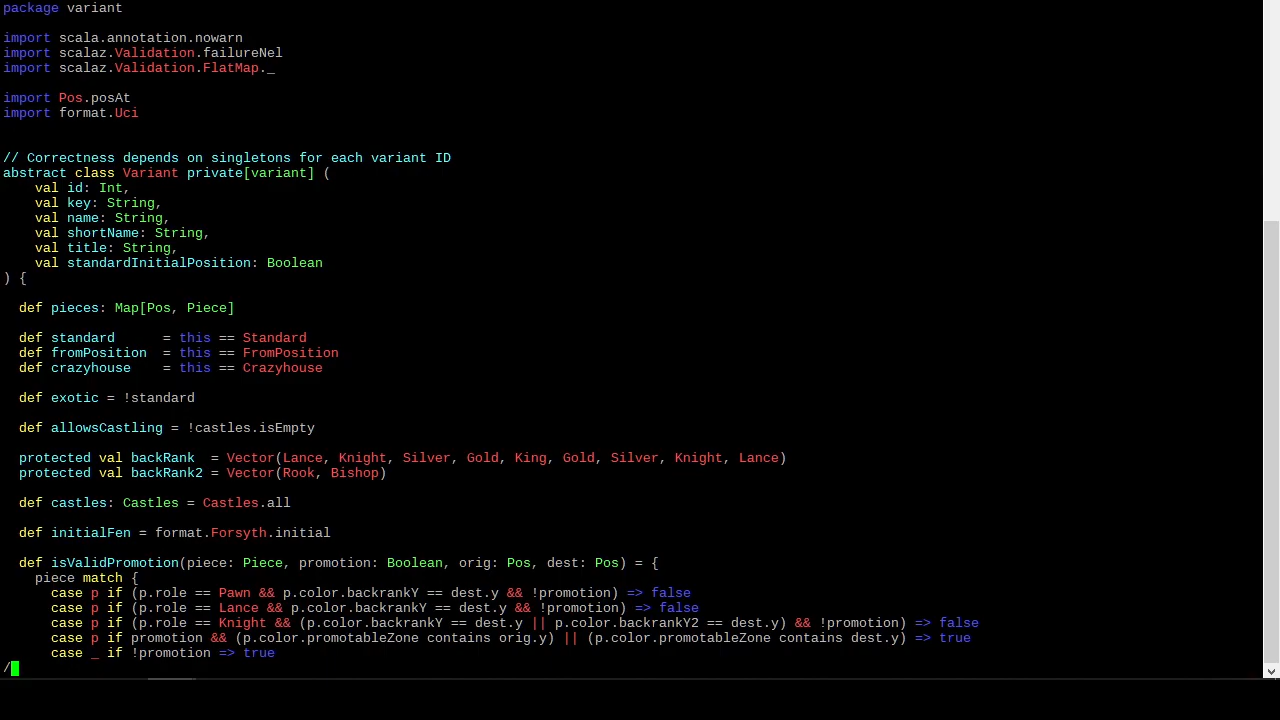 package variant
import scala.annotation.nowarn
import scalaz.Validation.failureNel
import scalaz.Validation.FlatMap._
import Pos.posAt
import format.Uci
// Correctness depends on singletons for each variant ID
abstract class Variant private[variant] (
    val id: Int,
    val key: String,
    val name: String,
    val shortName: String,
    val title: String,
    val standardInitialPosition: Boolean
) {
  def pieces: Map[Pos, Piece]
  def standard      = this == Standard
  def fromPosition  = this == FromPosition
  def crazyhouse    = this == Crazyhouse
  def exotic = !standard
  def allowsCastling = !castles.isEmpty
  protected val backRank  = Vector(Lance, Knight, Silver, Gold, King, Gold, Silver, Knight, Lance)
  protected val backRank2 = Vector(Rook, Bishop)
  def castles: Castles = Castles.all
  def initialFen = format.Forsyth.initial
  def isValidPromotion(piece: Piece, promotion: Boolean, orig: Pos, dest: Pos) = {
    piece match {
      case p if (p.role == Pawn && p.color.backrankY == dest.y && !promotion) => false
      case p if (p.role == Lance && p.color.backrankY == dest.y && !promotion) => false
      case p if (p.role == Knight && (p.color.backrankY == dest.y || p.color.backrankY2 == dest.y) && !promotion) => false
      case p if promotion && (p.color.promotableZone contains orig.y) || (p.color.promotableZone contains dest.y) => true
      case _ if !promotion => true
/